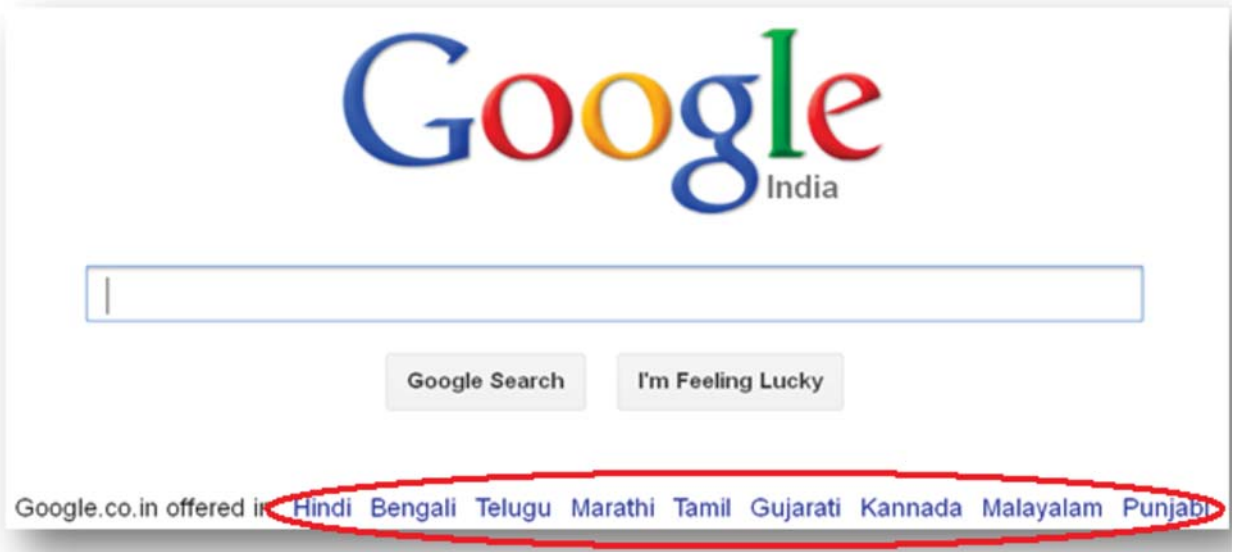 Google
India
Google Search I'm Feeling Lucky
Google.co.in offered in Hindi Bengali Telugu Marathi Tamil Gujarati Kannada Malayalam Punjabi